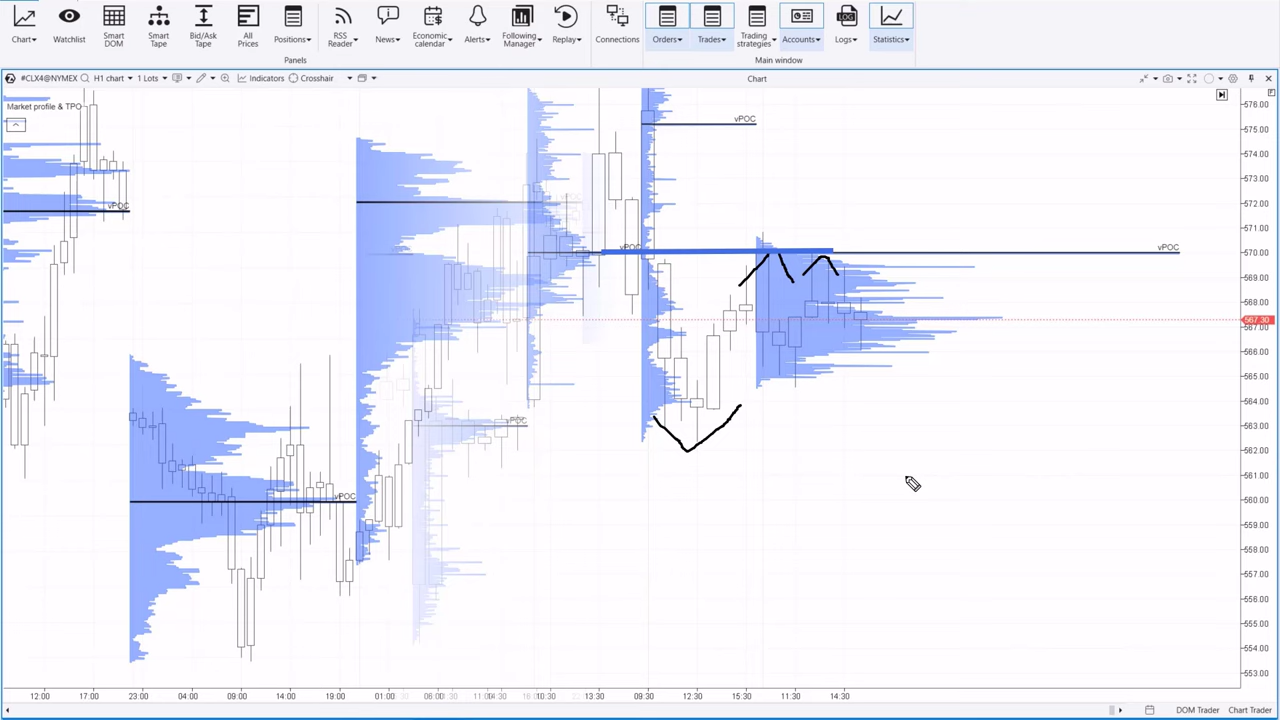 Chart Watchlist Smart DOM Smart Tape Bid/Ask Tape All Prices Positions RSS Reader News Economic calendar Alerts Following Manager Replay Connections Orders Trades Trading strategies Accounts Logs Statistics
LOG
Panels Main window
#CLX4@NYMEX H1 chart 1 Lots Indicators Crosshair Chart
Market profile & TPO
576.00
vPOC
575.00
574.00
573.00
vPOC
572.00
571.00
vPOC vPOC
570.00
569.00
568.00
567.30
566.00
565.00
564.00
563.00
562.00
561.00
vPOC
560.00
559.00
558.00
557.00
556.00
555.00
554.00
553.00
12:00 17:00 23:00 04:00 09:00 14:00 19:00 01:00 10:30 13:30 09:30 12:30 15:30 11:30 14:30
DOM Trader Chart Trader